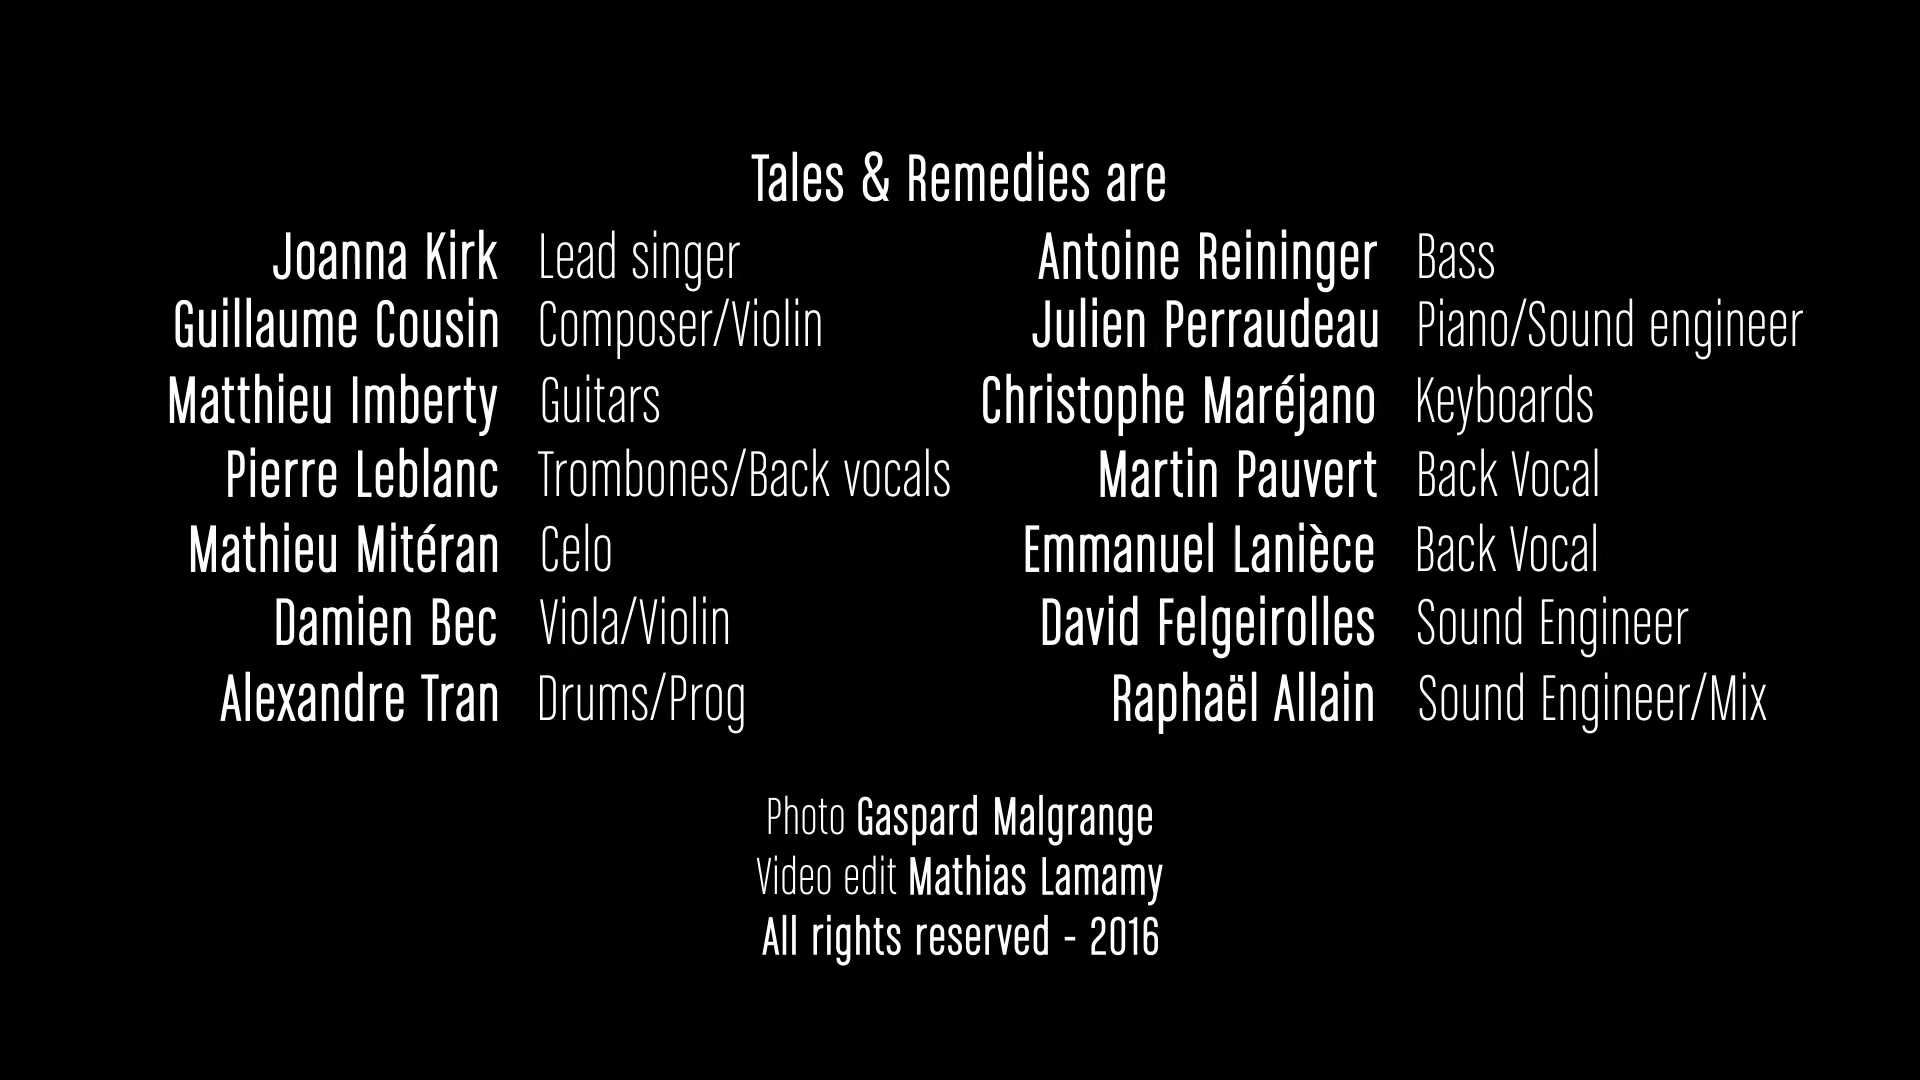 Tales & Remedies are
Joanna Kirk Lead singer
Guillaume Cousin Composer/Violin
Matthieu Imberty Guitars
Pierre Leblanc Trombones/Back vocals
Mathieu Mitéran Celo
Damien Bec Viola/Violin
Alexandre Tran Drums/Prog
Antoine Reininger Bass
Julien Perraudeau Piano/Sound engineer
Christophe Maréjano Keyboards
Martin Pauvert Back Vocal
Emmanuel Lanièce Back Vocal
David Felgeirolles Sound Engineer
Raphaël Allain Sound Engineer/Mix
Photo Gaspard Malgrange
Video edit Mathias Lamamy
All rights reserved - 2016